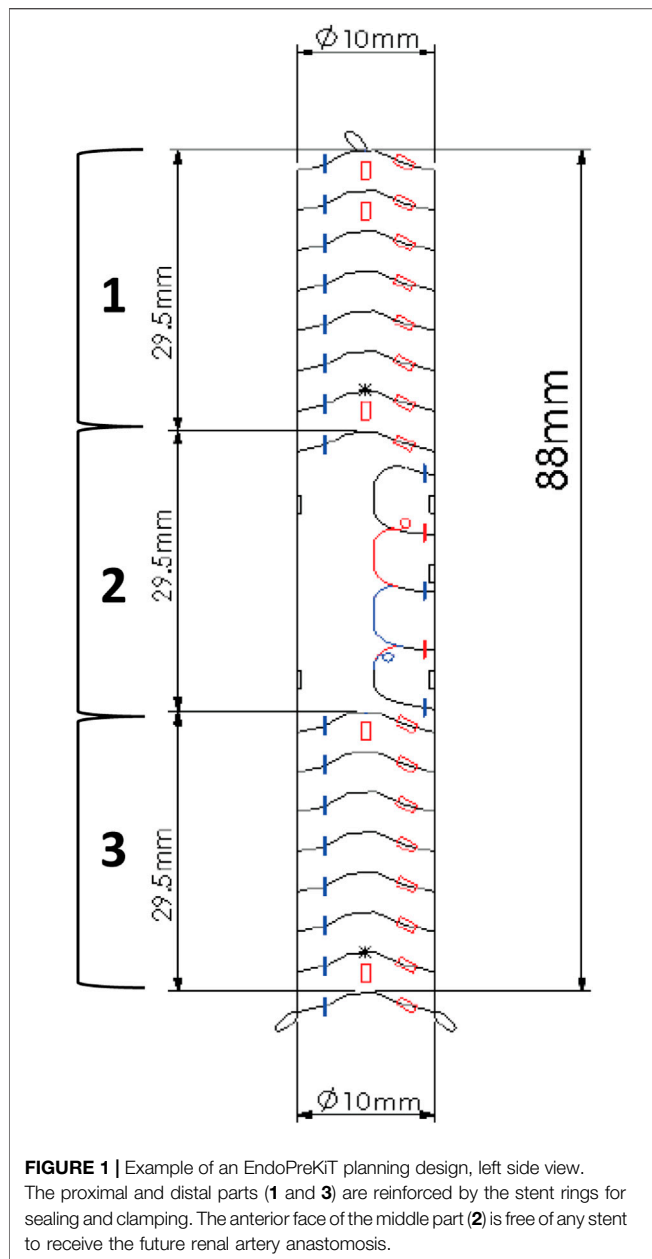 Ø10mm
1
29.5mm
88mm
2
29.5mm
3
29.5mm
Ø10mm
FIGURE 1 | Example of an EndoPreKiT planning design, left side view.
The proximal and distal parts (1 and 3) are reinforced by the stent rings for
sealing and clamping. The anterior face of the middle part (2) is free of any stent
to receive the future renal artery anastomosis.